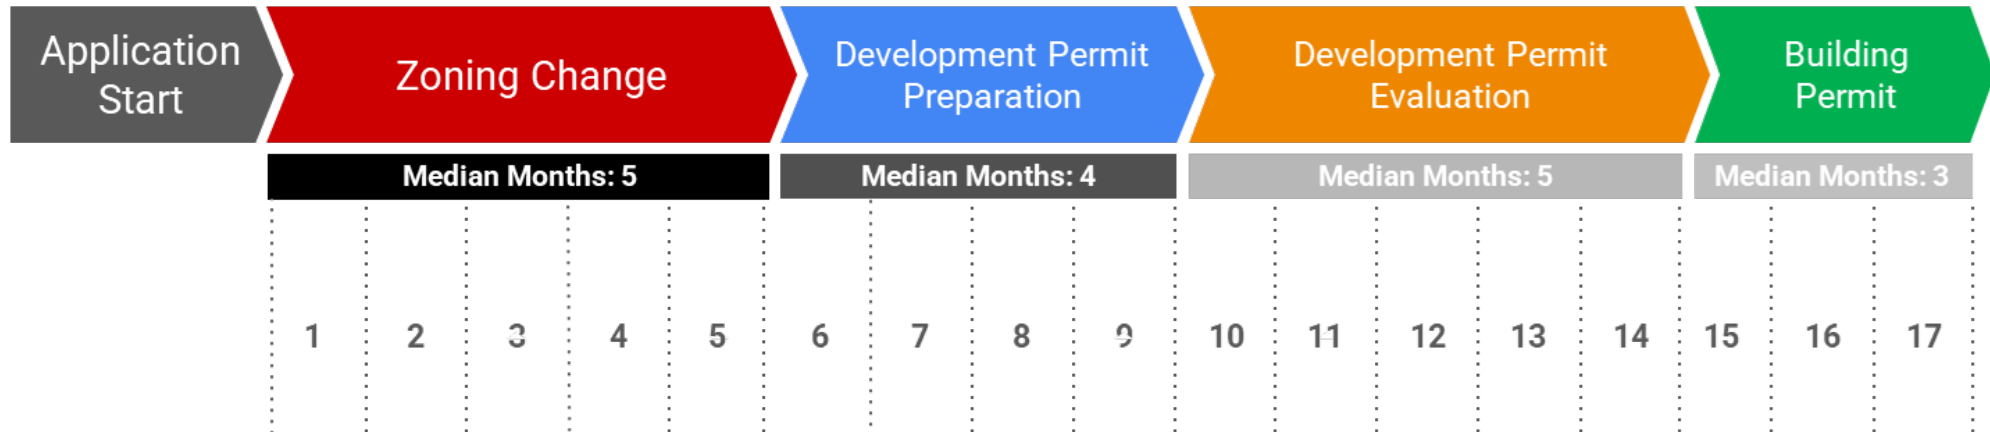 Application
Start
Zoning Change
Development Permit
Preparation
Development Permit
Evaluation
Building
Permit
Median Months: 5
Median Months: 4
Median Months: 5
Median Months: 3
1 2 3 4 5 6 7 8 9 10 11 12 13 14 15 16 17